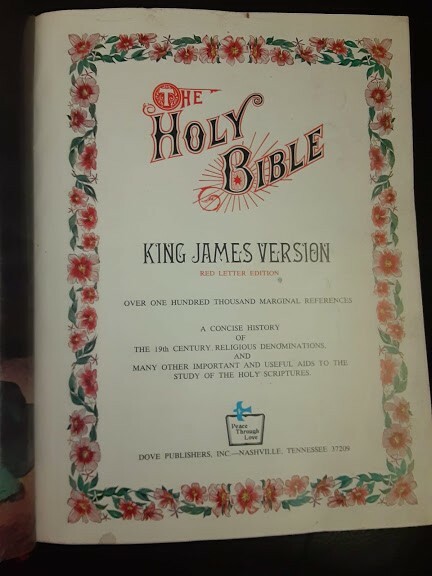 THE
HOLY
BIBLE
KING JAMES VERSION
RED LETTER EDITION
OVER ONE HUNDRED THOUSAND MARGINAL REFERENCES
A CONCISE HISTORY
OF
THE 19th CENTURY RELIGIOUS DENOMINATIONS,
AND
MANY OTHER IMPORTANT AND USEFUL AIDS TO THE
STUDY OF THE HOLY SCRIPTURES
Peace
Through
Love
DOVE PUBLISHERS, INC.—NASHVILLE, TENNESSEE 37209